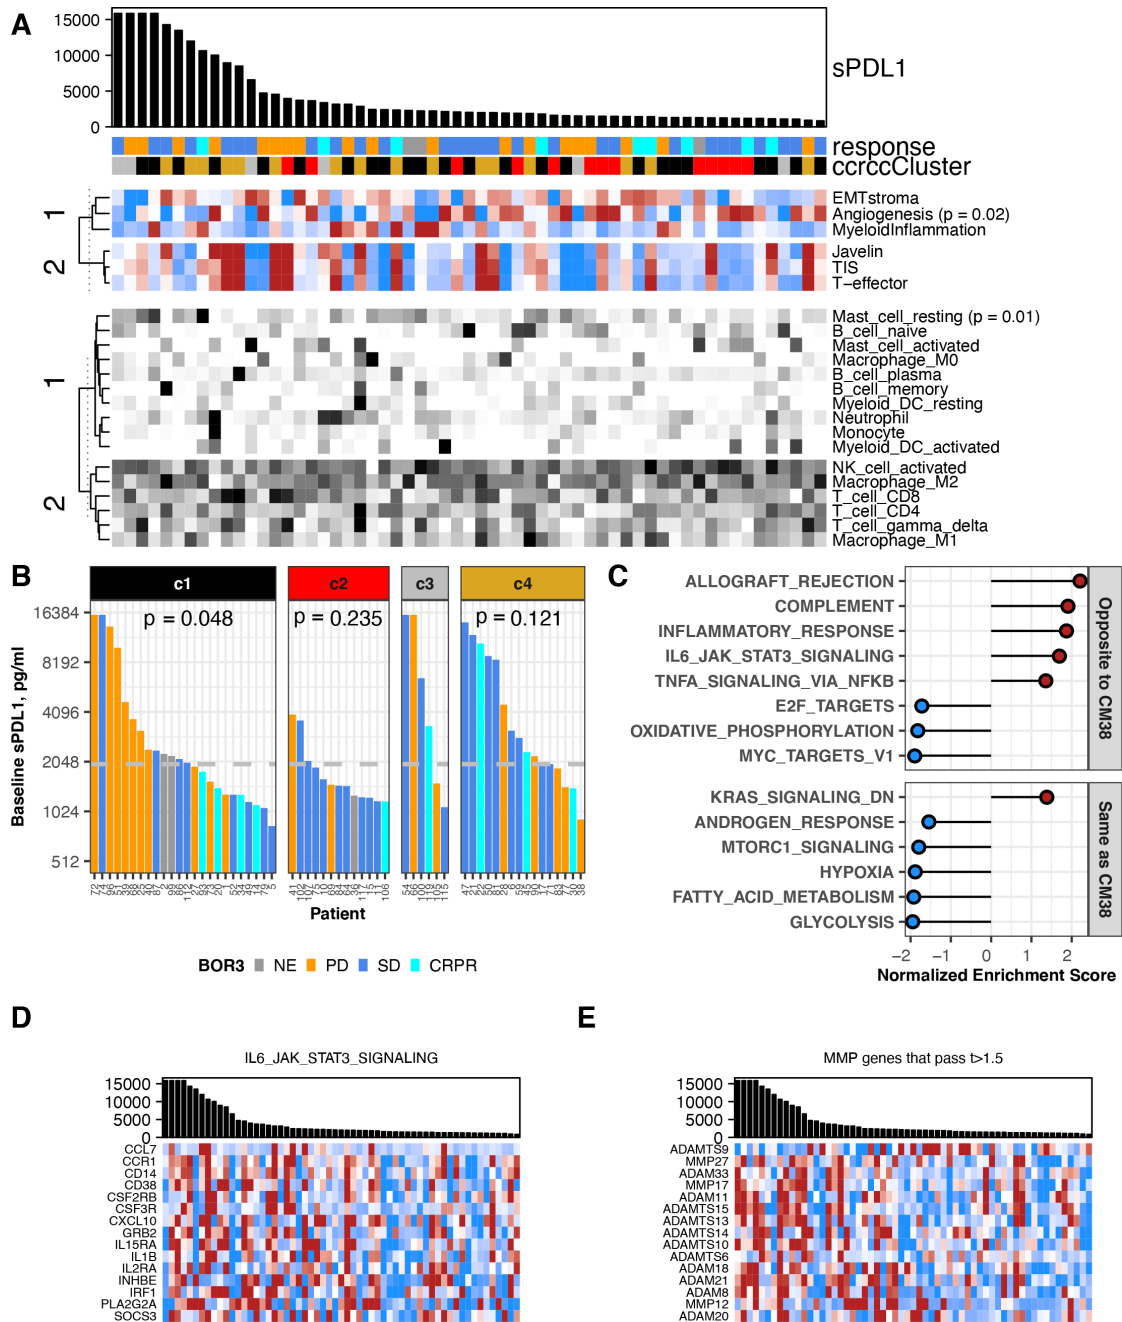 A
15000
10000
5000
0
sPDL1
response
ccrccCluster
1
EMTstroma
Angiogenesis (p = 0.02)
MyeloidInflammation
2
Javelin
TIS
T−effector
1
Mast_cell_resting (p = 0.01)
B_cell_naive
Mast_cell_activated
Macrophage_M0
B_cell_plasma
B_cell_memory
Myeloid_DC_resting
Neutrophil
Monocyte
Myeloid_DC_activated
2
NK_cell_activated
Macrophage_M2
T_cell_CD8
T_cell_CD4
T_cell_gamma_delta
Macrophage_M1
B
c1 c2 c3 c4
p = 0.048 p = 0.235 p = 0.121
Baseline sPDL1, pg/ml
16384
8192
4096
2048
1024
512
Patient
BOR3 NE PD SD CRPR
C
ALLOGRAFT_REJECTION
COMPLEMENT
INFLAMMATORY_RESPONSE
IL6_JAK_STAT3_SIGNALING
TNFA_SIGNALING_VIA_NFKB
E2F_TARGETS
OXIDATIVE_PHOSPHORYLATION
MYC_TARGETS_V1
Opposite to CM38
KRAS_SIGNALING_DN
ANDROGEN_RESPONSE
MTORC1_SIGNALING
HYPOXIA
FATTY_ACID_METABOLISM
GLYCOLYSIS
Same as CM38
−2 −1 0 1 2
Normalized Enrichment Score
D
IL6_JAK_STAT3_SIGNALING
15000
10000
5000
0
CCL7
CCR1
CD14
CD38
CSF2RB
CSF3R
CXCL10
GRB2
IL15RA
IL1B
IL2RA
INHBE
IRF1
PLA2G2A
SOCS3
E
MMP genes that pass t>1.5
15000
10000
5000
0
ADAMTS9
MMP27
ADAM33
MMP17
ADAM11
ADAMTS15
ADAMTS13
ADAMTS14
ADAMTS10
ADAMTS6
ADAM18
ADAM21
ADAM8
MMP12
ADAM20